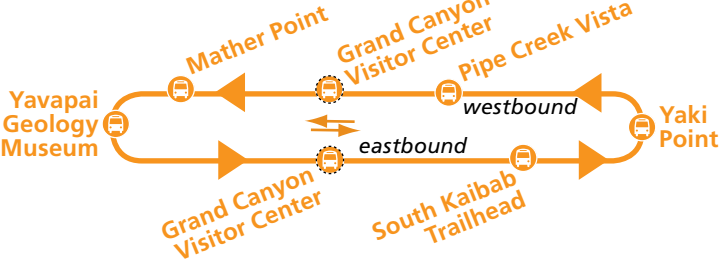 Mather Point
Grand Canyon
Visitor Center
Pipe Creek Vista
Yavapai
Geology
Museum
westbound
eastbound
Yaki
Point
Grand Canyon
Visitor Center
South Kaibab
Trailhead